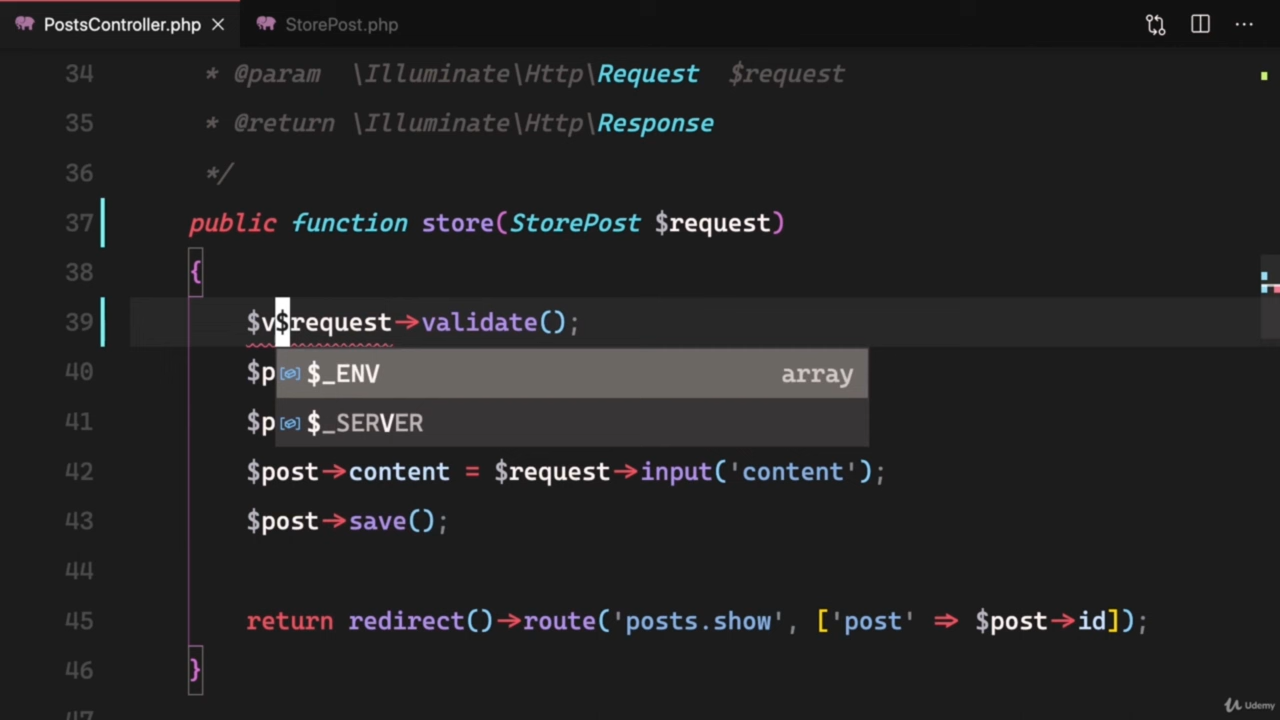 PostsController.php StorePost.php
34 * @param \Illuminate\Http\Request $request
35 * @return \Illuminate\Http\Response
36 */
37 public function store(StorePost $request)
38 {
39 $v$request->validate();
40 $p $_ENV array
41 $p $_SERVER
42 $post->content = $request->input('content');
43 $post->save();
44
45 return redirect()->route('posts.show', ['post' => $post->id]);
46 }
47
Udemy